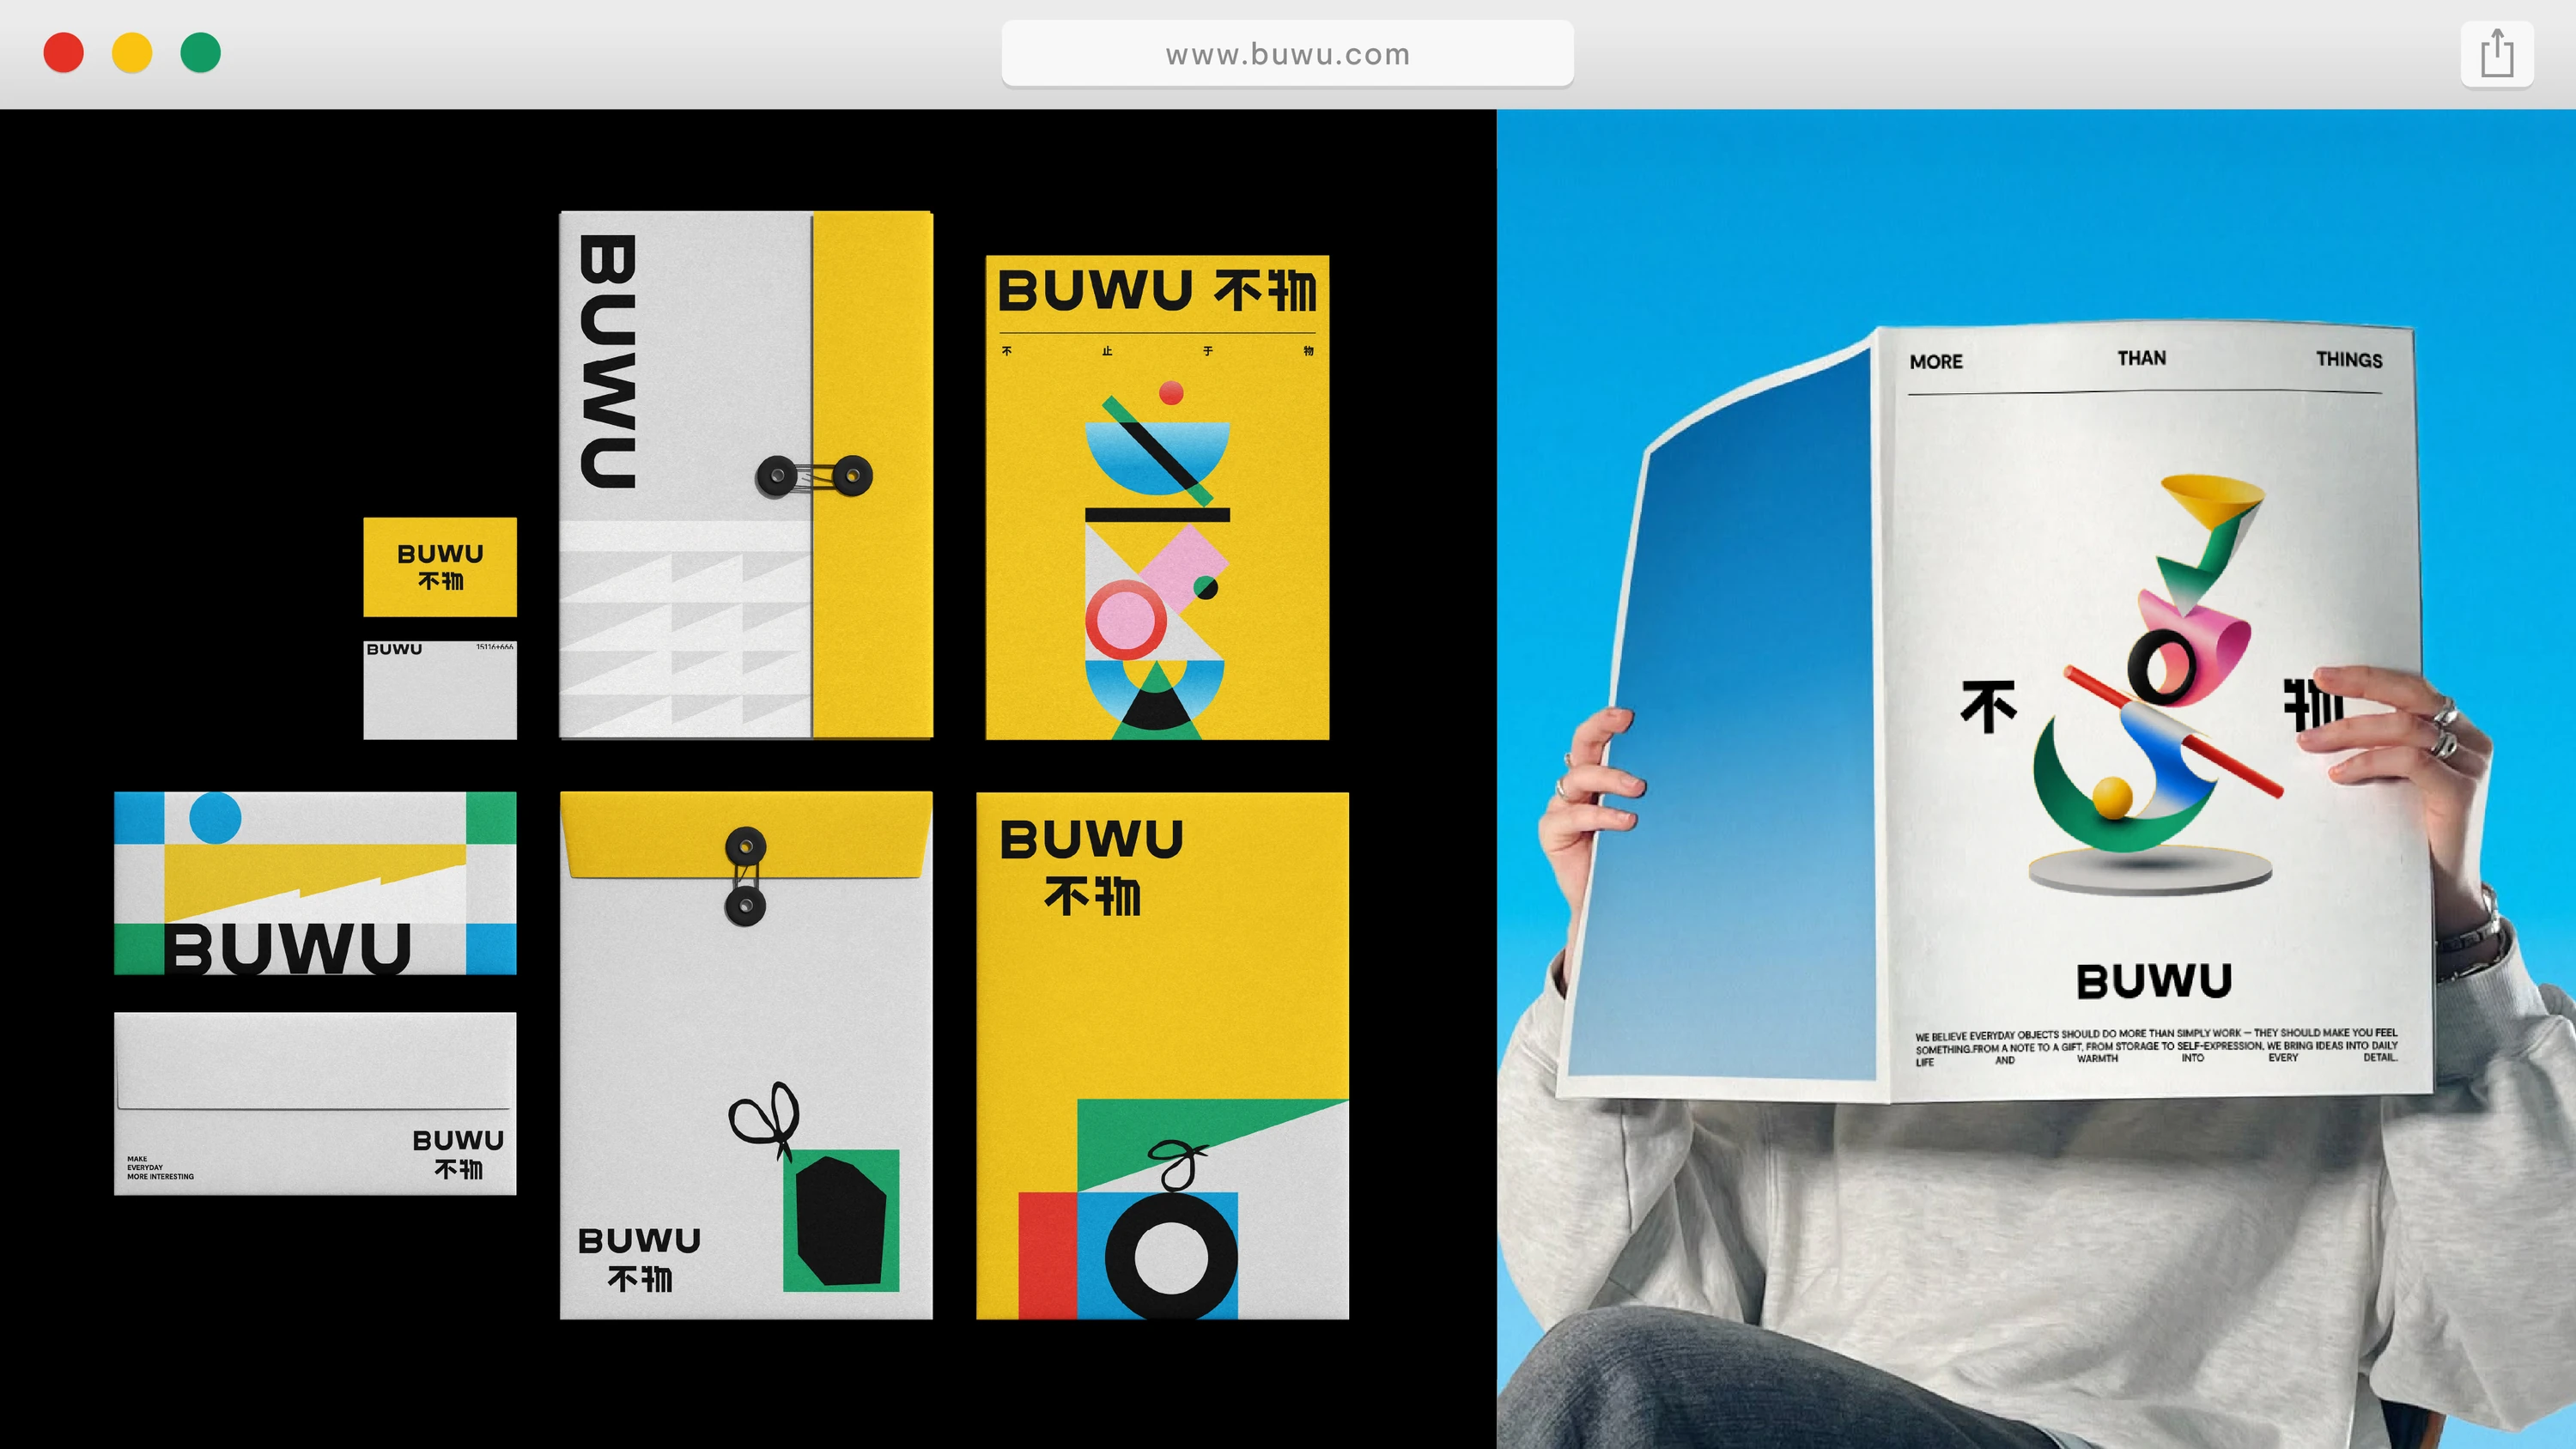 www.buwu.com
BUWU
BUWU 不物
不 止 于 物
BUWU
不物
BUWU
BUWU
BUWU
不物
MAKE
EVERYDAY
MORE INTERESTING
BUWU
不物
BUWU
不物
MORE THAN THINGS
不 物
BUWU
WE BELIEVE EVERYDAY OBJECTS SHOULD DO MORE THAN SIMPLY WORK — THEY SHOULD MAKE YOU FEEL
SOMETHING.FROM A NOTE TO A GIFT, FROM STORAGE TO SELF-EXPRESSION, WE BRING IDEAS INTO DAILY
LIFE AND WARMTH INTO EVERY DETAIL.